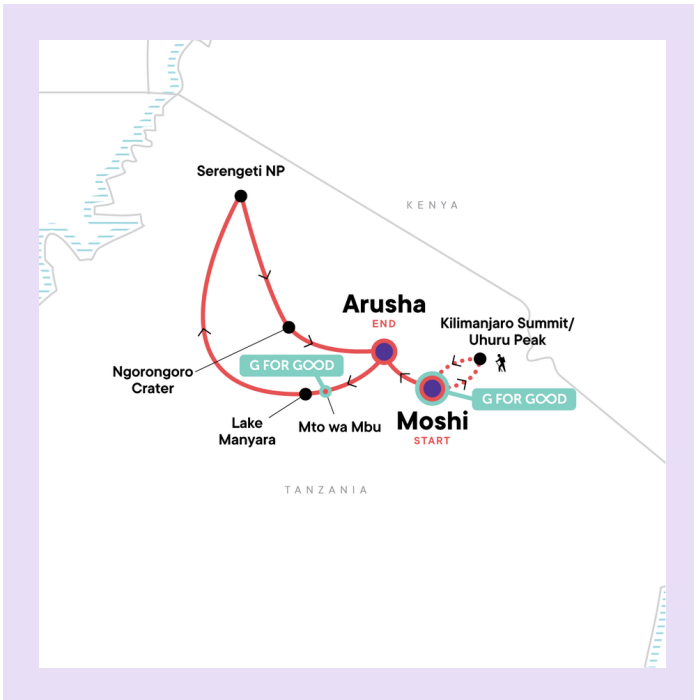 Serengeti NP
KENYA
Arusha
END
Kilimanjaro Summit/
Uhuru Peak
G FOR GOOD
Ngorongoro
Crater
G FOR GOOD
Moshi
START
Lake
Manyara
Mto wa Mbu
TANZANIA